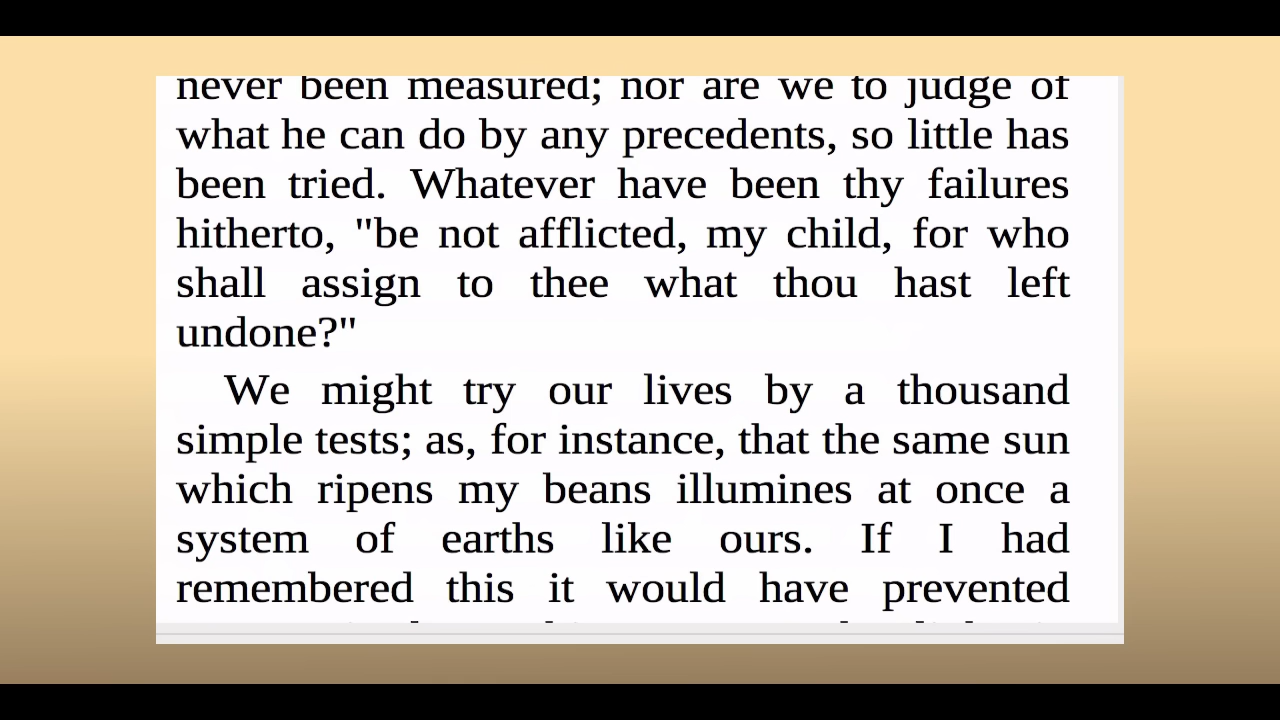 never been measured; nor are we to judge of
what he can do by any precedents, so little has
been tried. Whatever have been thy failures
hitherto, "be not afflicted, my child, for who
shall assign to thee what thou hast left
undone?"
We might try our lives by a thousand
simple tests; as, for instance, that the same sun
which ripens my beans illumines at once a
system of earths like ours. If I had
remembered this it would have prevented